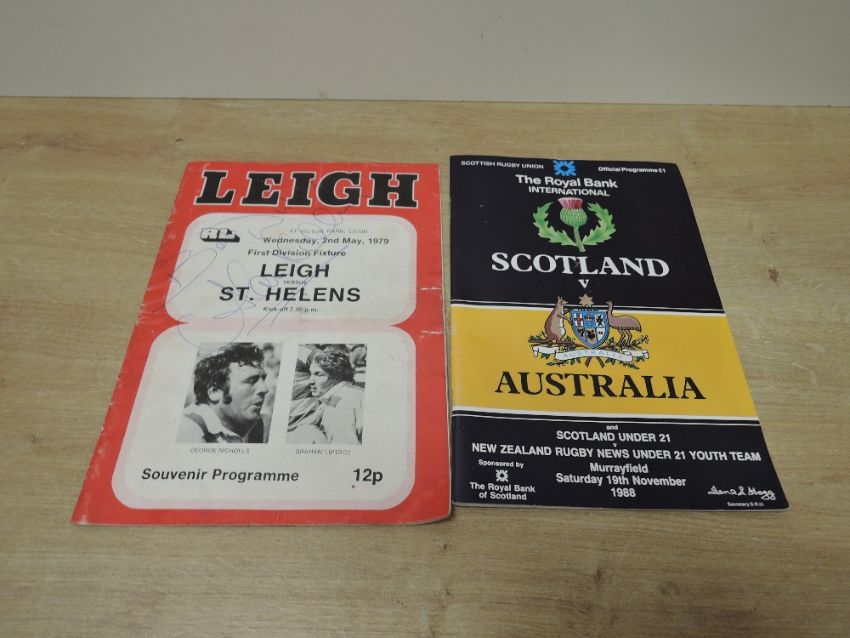 LEIGH
RL
AT HILTON PARK, LEIGH
Wednesday, 2nd May, 1979
First Division Fixture
LEIGH
VERSUS
ST. HELENS
Kick-off 7.30 p.m.
GEORGE NICHOLLS
GRAHAM LIPTROT
Souvenir Programme 12p
SCOTTISH RUGBY UNION
Official Programme £1
The Royal Bank
INTERNATIONAL
SCOTLAND
V
AUSTRALIA
AUSTRALIA
and
SCOTLAND UNDER 21
v
NEW ZEALAND RUGBY NEWS UNDER 21 YOUTH TEAM
Murrayfield
Saturday 19th November
1988
Sponsored by
The Royal Bank
of Scotland
Secretary S.R.U.